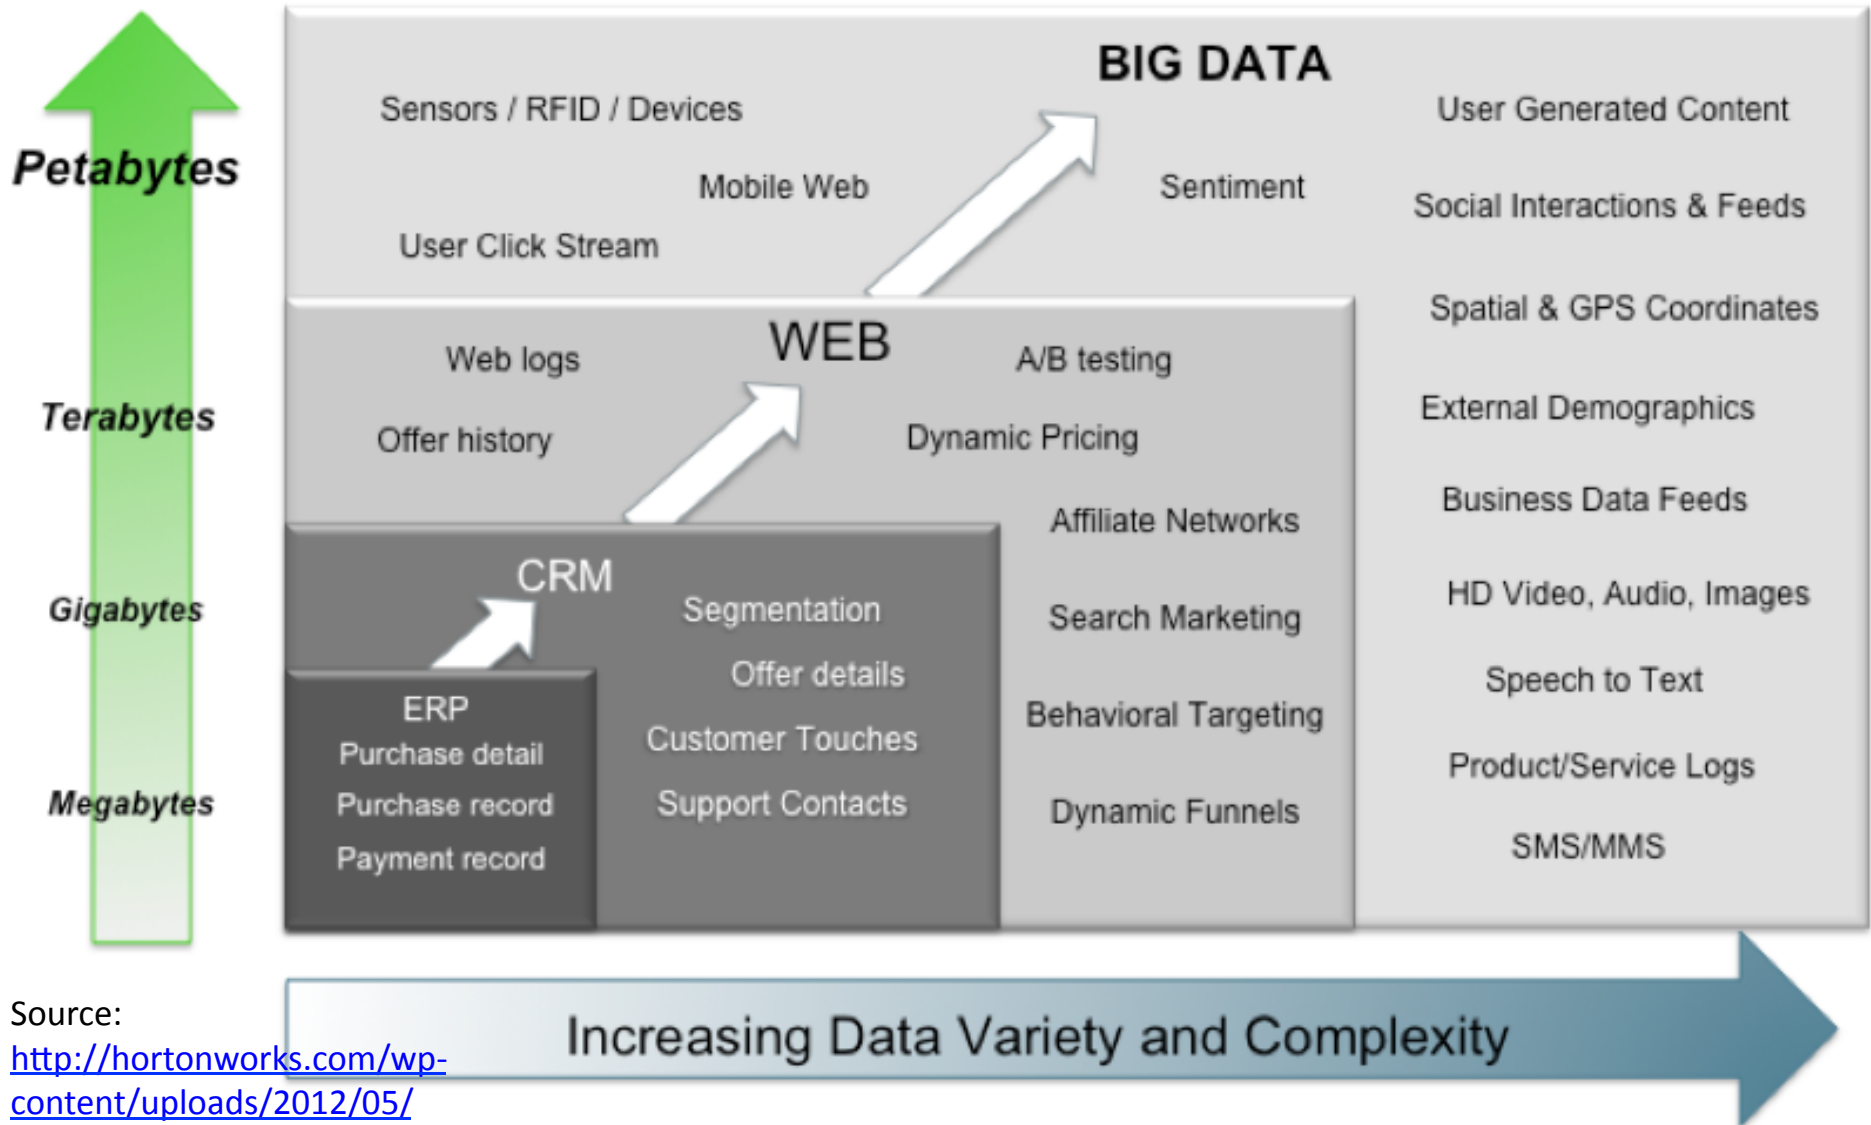 BIG DATA
Sensors / RFID / Devices
User Generated Content
Petabytes
Mobile Web
Sentiment
Social Interactions & Feeds
User Click Stream
Spatial & GPS Coordinates
WEB
Web logs
A/B testing
Terabytes
Offer history
Dynamic Pricing
External Demographics
Business Data Feeds
Affiliate Networks
CRM
Gigabytes
Segmentation
Search Marketing
HD Video, Audio, Images
Offer details
Speech to Text
ERP
Behavioral Targeting
Purchase detail
Customer Touches
Product/Service Logs
Megabytes
Purchase record
Support Contacts
Dynamic Funnels
Payment record
SMS/MMS
Increasing Data Variety and Complexity
Source:
http://hortonworks.com/wp-
content/uploads/2012/05/